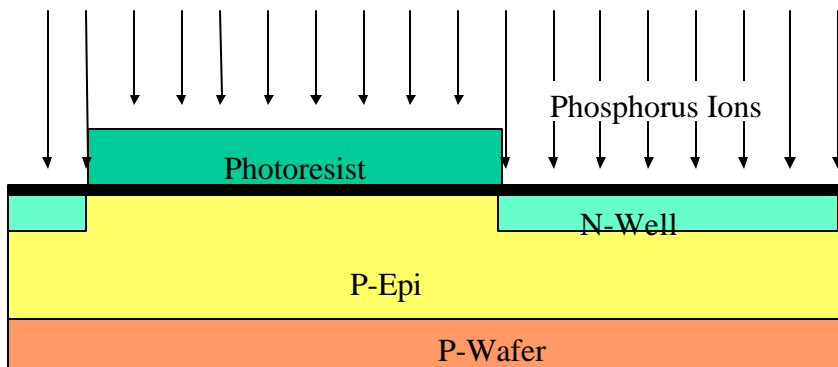 Phosphorus Ions
Photoresist
N-Well
P-Epi
P-Wafer